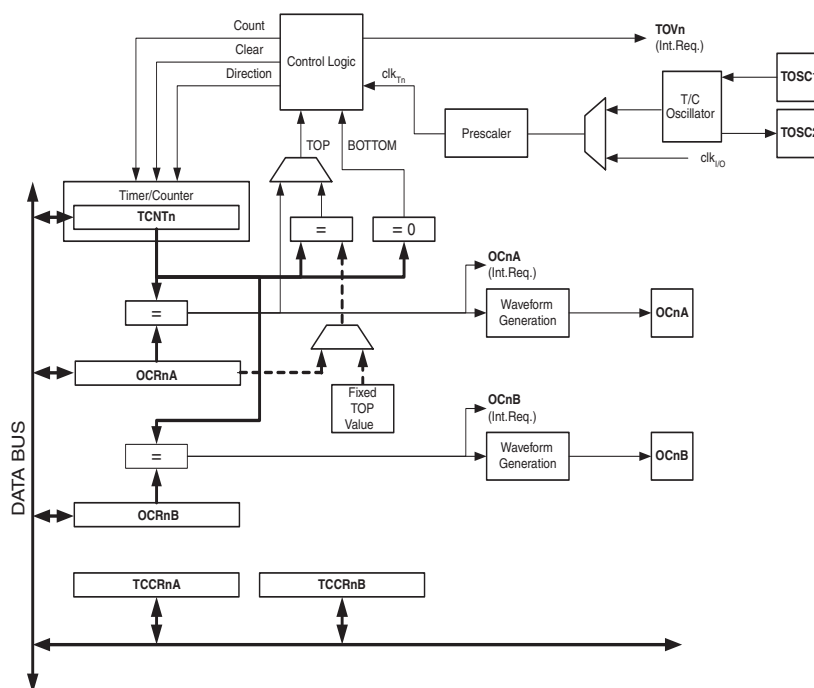 Count
Clear
Direction
Control Logic
TOVn
(Int.Req.)
clkTn
TOSC1
T/C
Oscillator
Prescaler
TOSC2
TOP
BOTTOM
clkI/O
Timer/Counter
TCNTn
=
= 0
OCnA
(Int.Req.)
=
Waveform
Generation
OCnA
OCRnA
Fixed
TOP
Value
OCnB
(Int.Req.)
=
Waveform
Generation
OCnB
DATA BUS
OCRnB
TCCRnA
TCCRnB